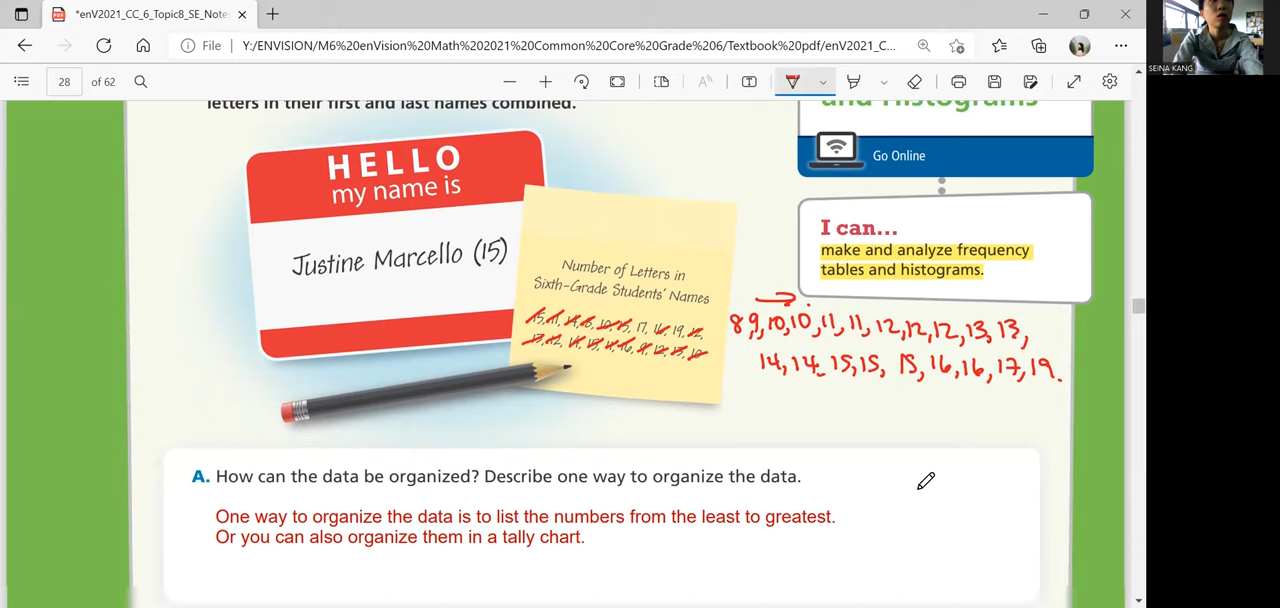 *enV2021_CC_6_Topic8_SE_Note
File
Y:/ENVISION/M6%20enVision%20Math%202021%20Common%20Core%20Grade%206/Textbook%20pdf/enV2021_C...
28 of 62
SEINA KANG
letters in their first and last names combined.
and Histograms
Go Online
HELLO
my name is
Justine Marcello (15)
Number of Letters in
Sixth-Grade Students' Names
17, 16, 19, 12,
I can...
make and analyze frequency
tables and histograms.
8,9,10,10,11,11,12,12,12,13,13,
14,14,15,15,15,16,16,17,19.
A. How can the data be organized? Describe one way to organize the data.
One way to organize the data is to list the numbers from the least to greatest.
Or you can also organize them in a tally chart.